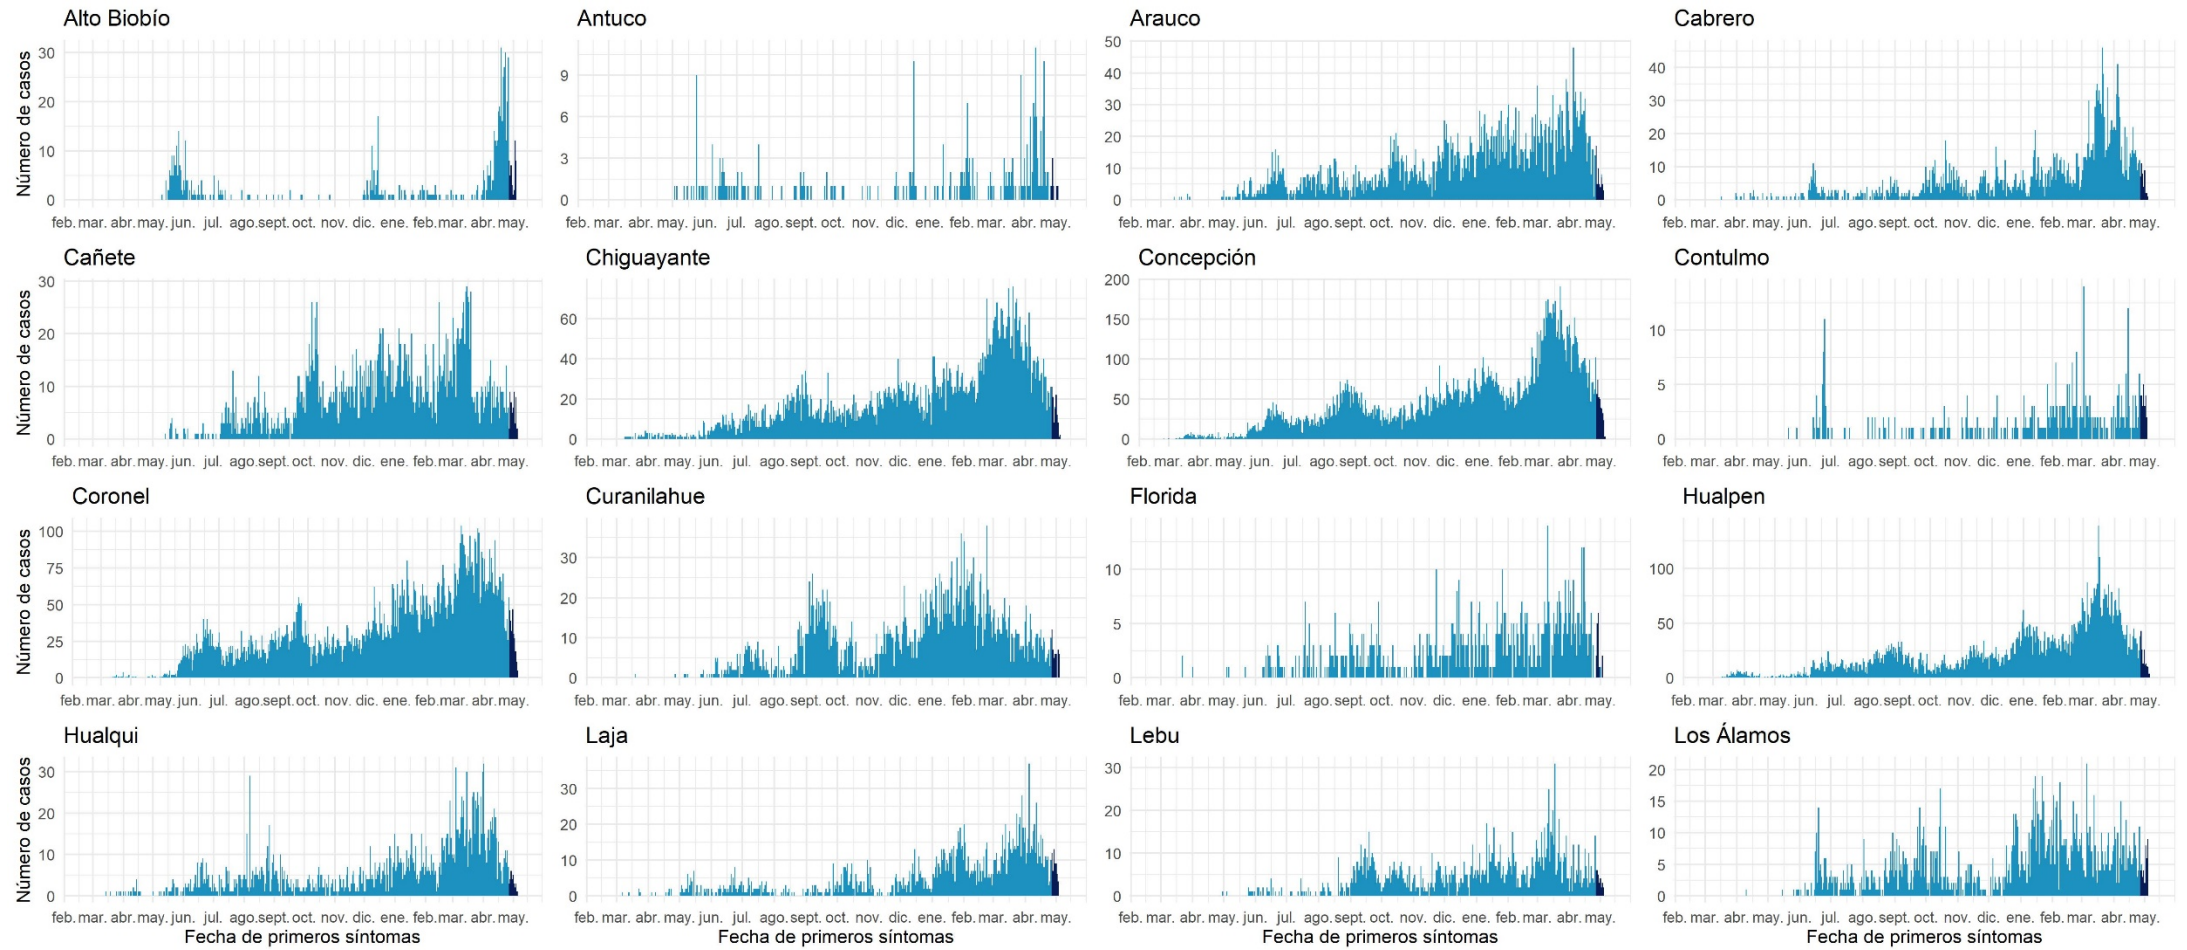 Alto Biobío
Antuco
Arauco
Cabrero
Número de casos
30
20
10
0
9
6
3
0
50
40
30
20
10
0
40
30
20
10
0
feb. mar. abr. may. jun. jul. ago. sept. oct. nov. dic. ene. feb. mar. abr. may.
feb. mar. abr. may. jun. jul. ago. sept. oct. nov. dic. ene. feb. mar. abr. may.
feb. mar. abr. may. jun. jul. ago. sept. oct. nov. dic. ene. feb. mar. abr. may.
feb. mar. abr. may. jun. jul. ago. sept. oct. nov. dic. ene. feb. mar. abr. may.
Cañete
Chiguayante
Concepción
Contulmo
Número de casos
30
20
10
0
60
40
20
0
200
150
100
50
0
10
5
0
feb. mar. abr. may. jun. jul. ago. sept. oct. nov. dic. ene. feb. mar. abr. may.
feb. mar. abr. may. jun. jul. ago. sept. oct. nov. dic. ene. feb. mar. abr. may.
feb. mar. abr. may. jun. jul. ago. sept. oct. nov. dic. ene. feb. mar. abr. may.
feb. mar. abr. may. jun. jul. ago. sept. oct. nov. dic. ene. feb. mar. abr. may.
Coronel
Curanilahue
Florida
Hualpen
Número de casos
100
75
50
25
0
30
20
10
0
10
5
0
100
50
0
feb. mar. abr. may. jun. jul. ago. sept. oct. nov. dic. ene. feb. mar. abr. may.
feb. mar. abr. may. jun. jul. ago. sept. oct. nov. dic. ene. feb. mar. abr. may.
feb. mar. abr. may. jun. jul. ago. sept. oct. nov. dic. ene. feb. mar. abr. may.
feb. mar. abr. may. jun. jul. ago. sept. oct. nov. dic. ene. feb. mar. abr. may.
Hualqui
Laja
Lebu
Los Álamos
Número de casos
30
20
10
0
30
20
10
0
30
20
10
0
20
15
10
5
0
feb. mar. abr. may. jun. jul. ago. sept. oct. nov. dic. ene. feb. mar. abr. may.
feb. mar. abr. may. jun. jul. ago. sept. oct. nov. dic. ene. feb. mar. abr. may.
feb. mar. abr. may. jun. jul. ago. sept. oct. nov. dic. ene. feb. mar. abr. may.
feb. mar. abr. may. jun. jul. ago. sept. oct. nov. dic. ene. feb. mar. abr. may.
Fecha de primeros síntomas
Fecha de primeros síntomas
Fecha de primeros síntomas
Fecha de primeros síntomas